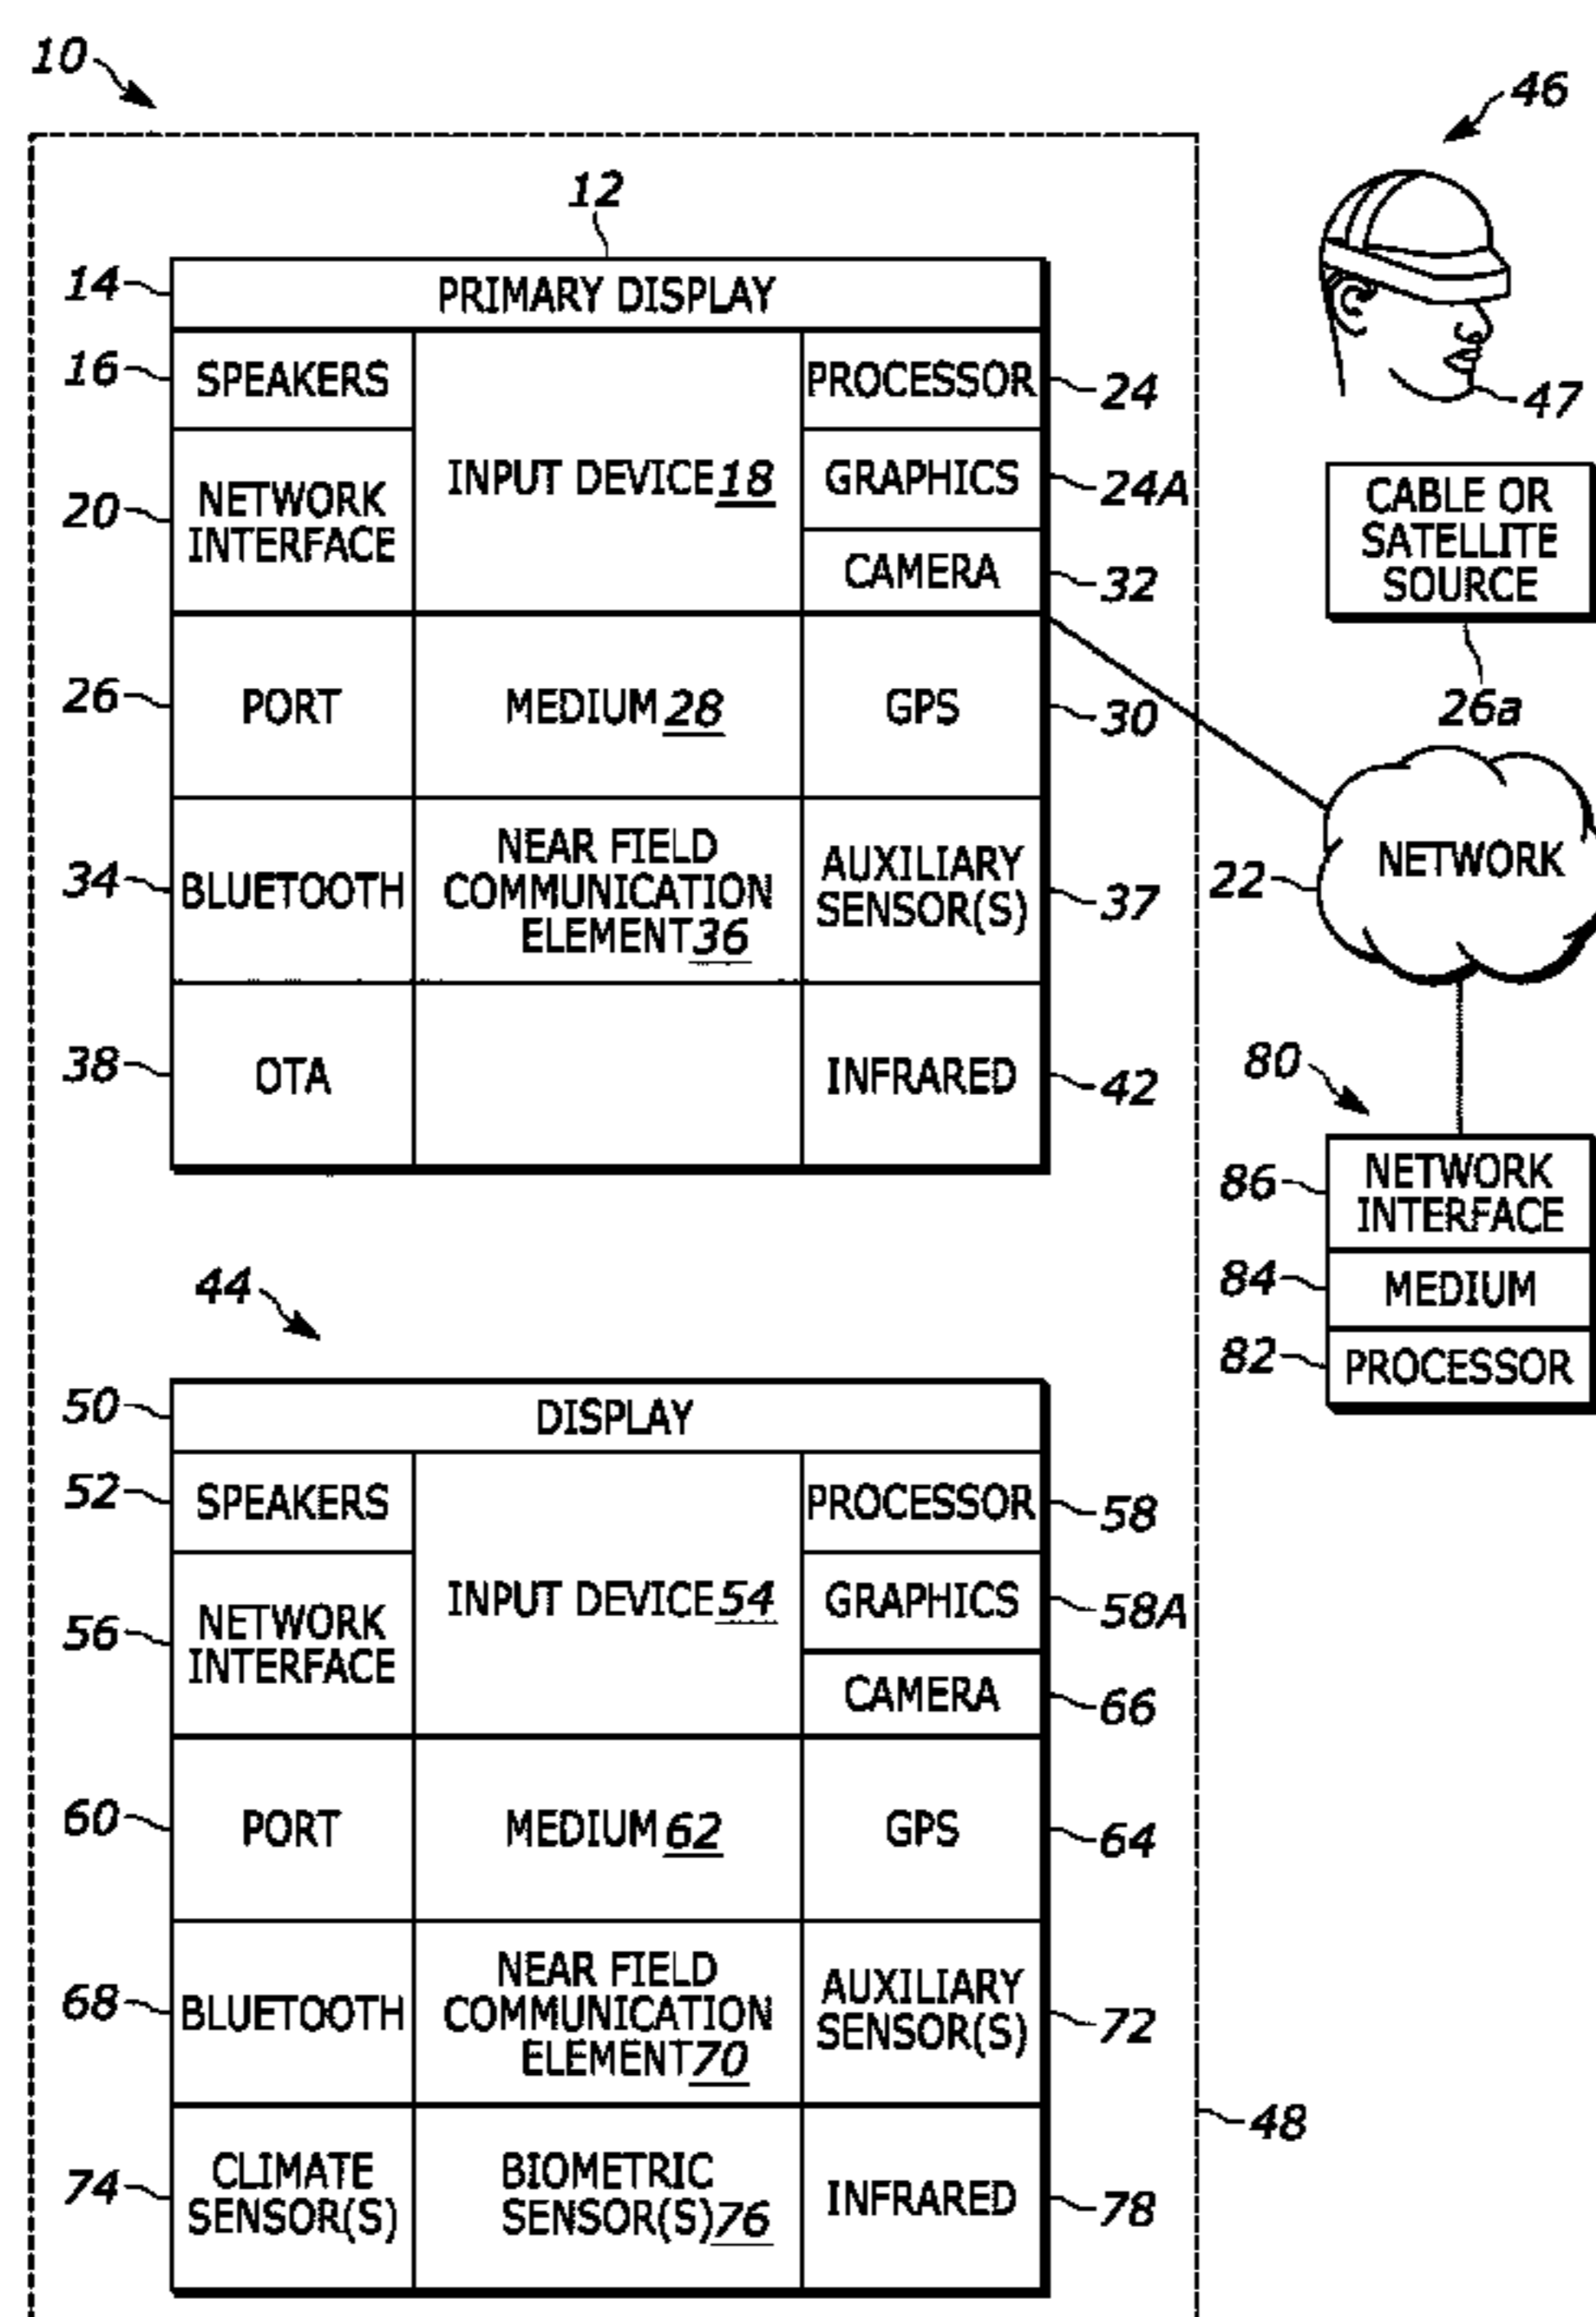 10
46
12
14
PRIMARY DISPLAY
16
SPEAKERS
PROCESSOR
24
47
INPUT DEVICE 18
GRAPHICS
24A
20
NETWORK
INTERFACE
CAMERA
32
CABLE OR
SATELLITE
SOURCE
26a
26
PORT
MEDIUM 28
GPS
30
34
BLUETOOTH
NEAR FIELD
COMMUNICATION
ELEMENT 36
AUXILIARY
SENSOR(S)
37
22
NETWORK
38
OTA
INFRARED
42
80
86
NETWORK
INTERFACE
84
MEDIUM
82
PROCESSOR
44
50
DISPLAY
52
SPEAKERS
PROCESSOR
58
INPUT DEVICE 54
GRAPHICS
58A
56
NETWORK
INTERFACE
CAMERA
66
60
PORT
MEDIUM 62
GPS
64
68
BLUETOOTH
NEAR FIELD
COMMUNICATION
ELEMENT 70
AUXILIARY
SENSOR(S)
72
48
74
CLIMATE
SENSOR(S)
BIOMETRIC
SENSOR(S) 76
INFRARED
78